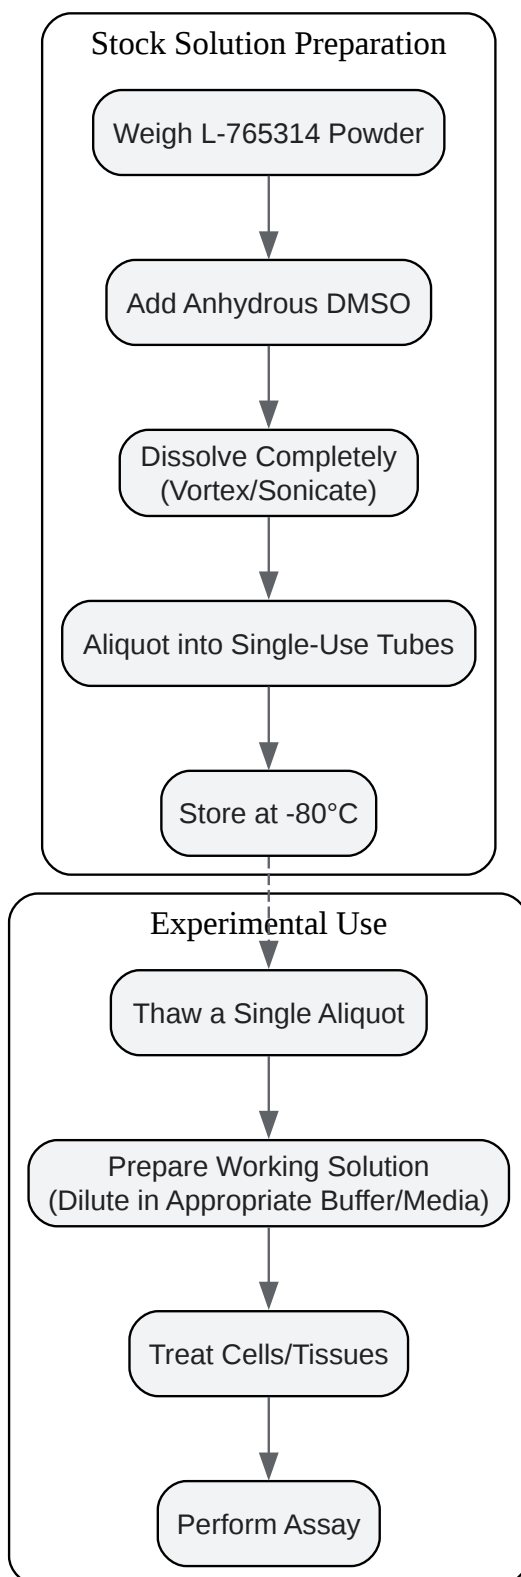 Stock Solution Preparation
Weigh L-765314 Powder
Add Anhydrous DMSO
Dissolve Completely
(Vortex/Sonicate)
Aliquot into Single-Use Tubes
Store at -80°C
Experimental Use
Thaw a Single Aliquot
Prepare Working Solution
(Dilute in Appropriate Buffer/Media)
Treat Cells/Tissues
Perform Assay